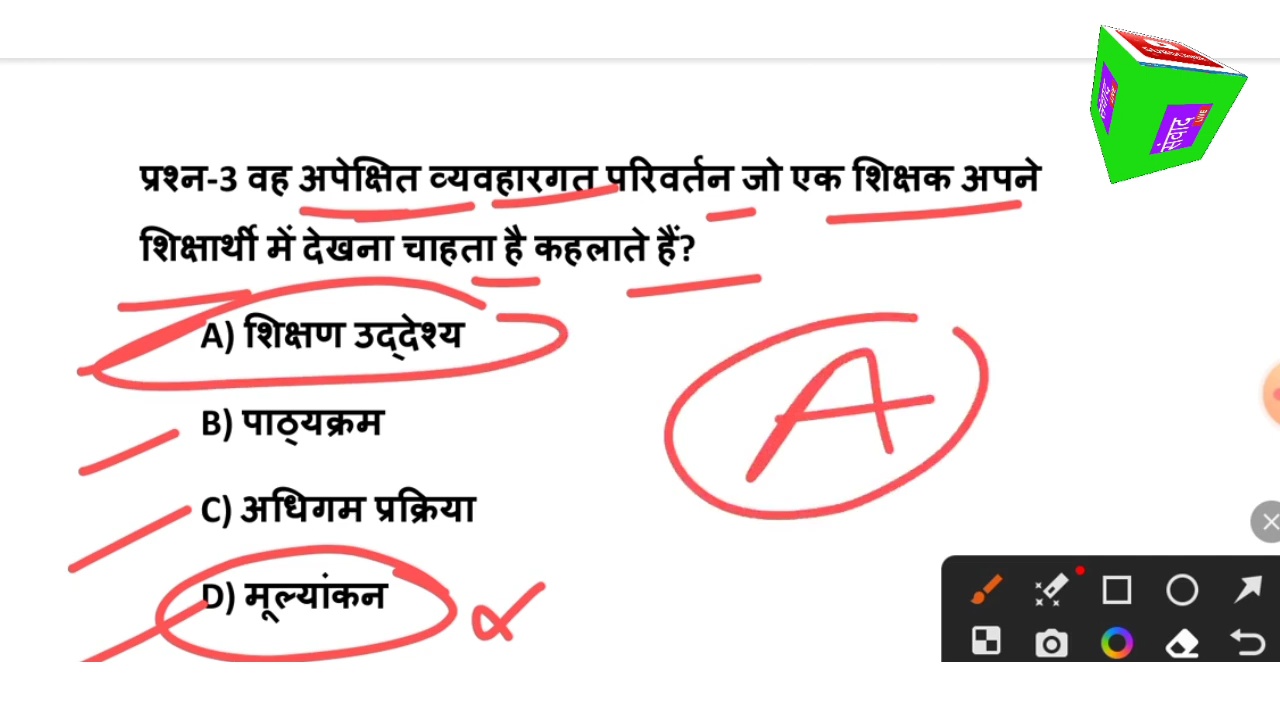 प्रश्न-3 वह अपेक्षित व्यवहारगत परिवर्तन जो एक शिक्षक अपने
शिक्षार्थी में देखना चाहता है कहलाते हैं?
A) शिक्षण उद्देश्य
B) पाठ्यक्रम
C) अधिगम प्रक्रिया
D) मूल्यांकन
A